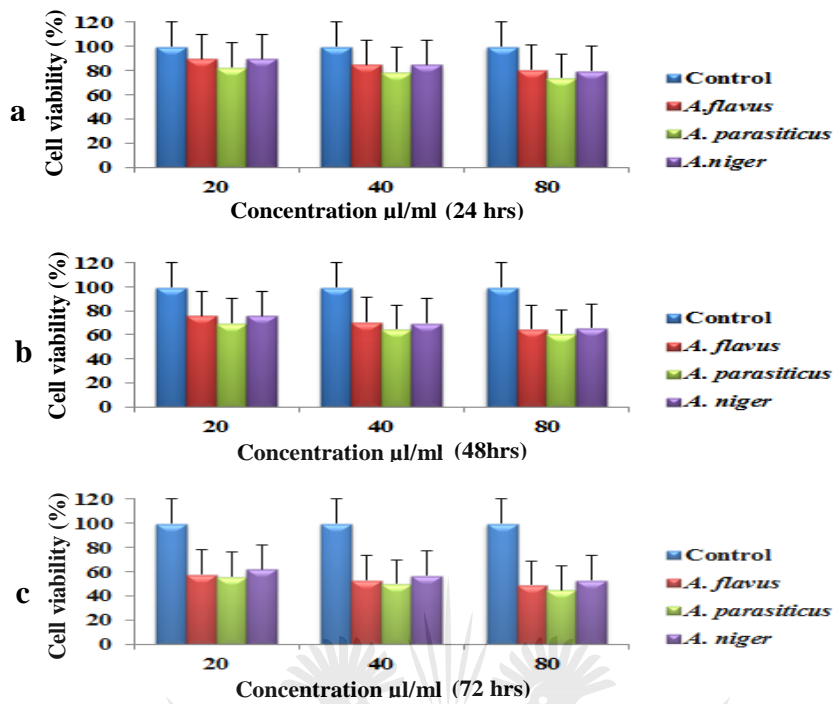 a
Cell viability (%)
120
100
80
60
40
20
0
20 40 80
Concentration µl/ml (24 hrs)
Control
A.flavus
A. parasiticus
A.niger
b
Cell viability (%)
120
100
80
60
40
20
0
20 40 80
Concentration µl/ml (48hrs)
Control
A. flavus
A. parasiticus
A. niger
c
Cell viability (%)
120
100
80
60
40
20
0
20 40 80
Concentration µl/ml (72 hrs)
Control
A. flavus
A. parasiticus
A. niger